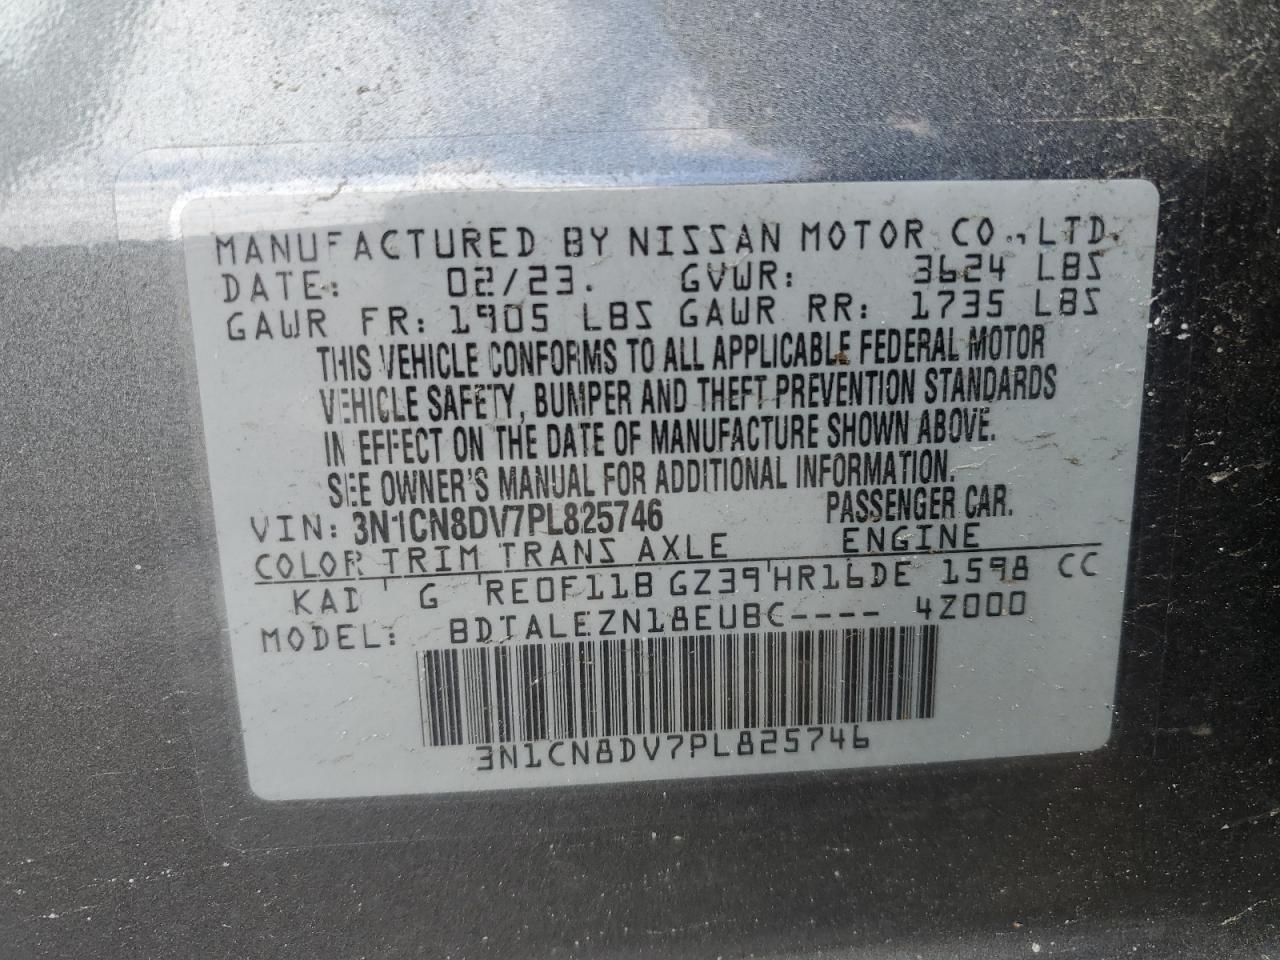 MANUFACTURED BY NISSAN MOTOR CO., LTD.
DATE: 02/23. GVWR: 3624 LBS
GAWR FR: 1905 LBS GAWR RR: 1735 LBS
THIS VEHICLE CONFORMS TO ALL APPLICABLE FEDERAL MOTOR
VEHICLE SAFETY, BUMPER AND THEFT PREVENTION STANDARDS
IN EFFECT ON THE DATE OF MANUFACTURE SHOWN ABOVE.
SEE OWNER'S MANUAL FOR ADDITIONAL INFORMATION.
VIN: 3N1CN8DV7PL825746 PASSENGER CAR.
COLOR TRIM TRANS AXLE ENGINE
KAD G RE0F11B GZ39 HR16DE 1598 CC
MODEL: BDTALEZN18EUBC---- 4Z000
3N1CN8DV7PL825746